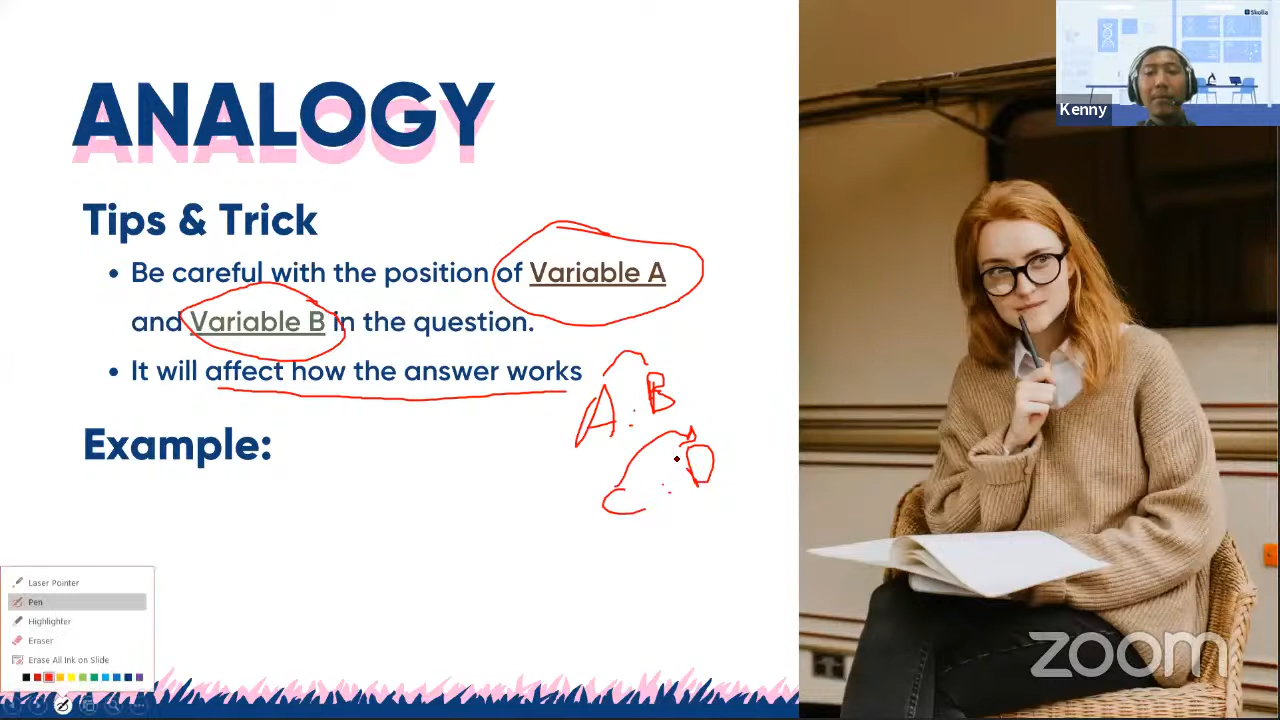 ANALOGY
Tips & Trick
• Be careful with the position of Variable A
and Variable B in the question.
• It will affect how the answer works
A : B
C : D
Example:
Skolla
Kenny
Laser Pointer
Pen
Highlighter
Eraser
Erase All Ink on Slide
zoom